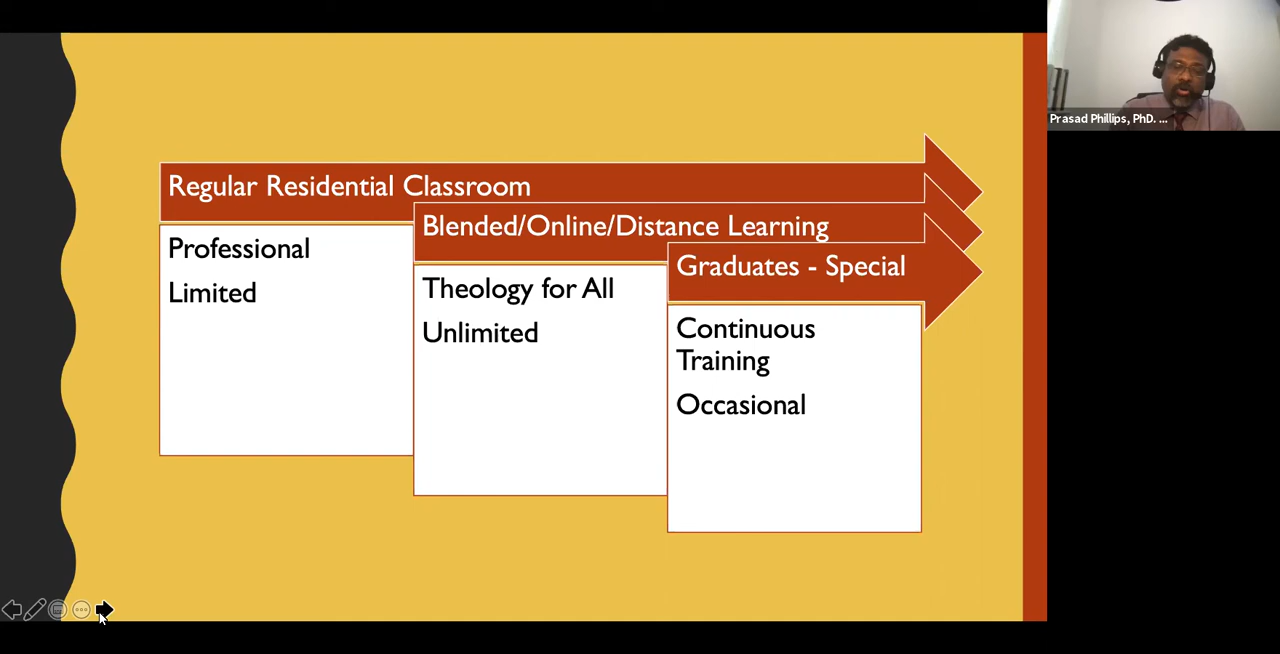 Regular Residential Classroom
Professional
Limited
Blended/Online/Distance Learning
Theology for All
Unlimited
Graduates - Special
Continuous
Training
Occasional
Prasad Phillips, PhD. ...